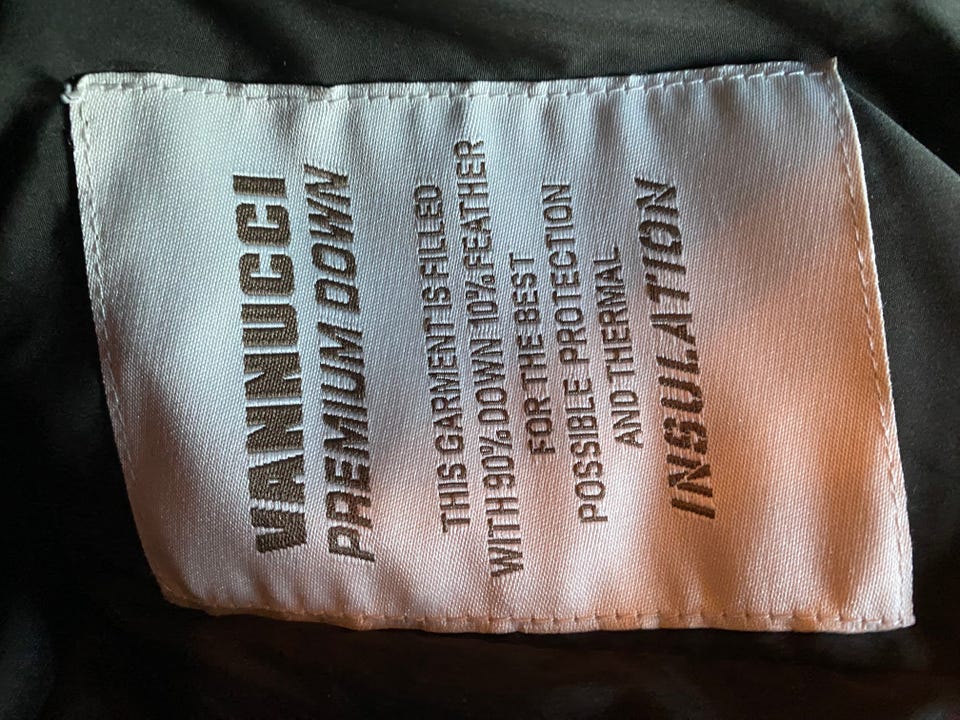 VANNUCCI
PREMIUM DOWN
THIS GARMENT IS FILLED
WITH 90% DOWN 10% FEATHER
FOR THE BEST
POSSIBLE PROTECTION
AND THERMAL
INSULATION